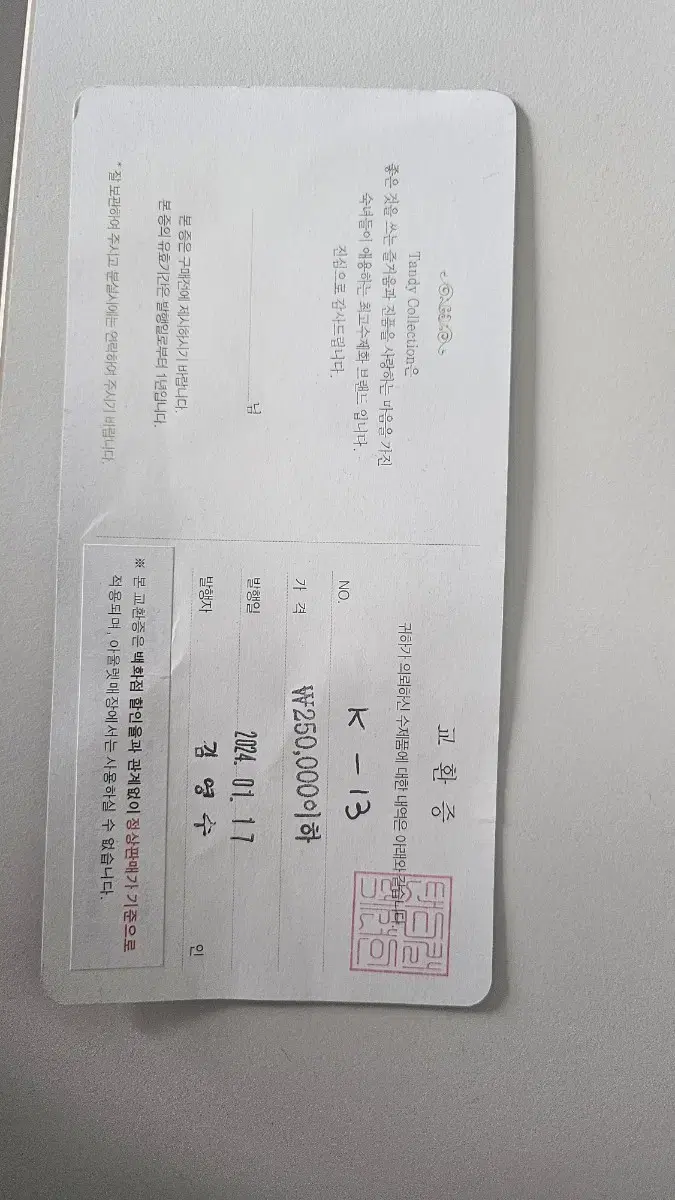 Tandy Collection은
좋은 것을 쓰는 즐거움과 진품을 사랑하는 마음을 가진
숙녀들이 애용하는 최고수제화 브랜드 입니다.
진심으로 감사드립니다.
님
본 증은 구매전에 제시하시기 바랍니다.
본 증의 유효기간은 발행일로부터 1년입니다.
* 잘 보관하여 주시고 분실시에는 연락하여 주시기 바랍니다.
교 환 증
귀하가 의뢰하신 수제품에 대한 내역은 아래와 같습니다.
NO. K - 13
가 격 ₩250,000이하
발행일 2024. 01. 17
발행자 김 영 수 인
※ 본 교환증은 백화점 할인율과 관계없이 정상판매가 기준으로
적용되며, 아울렛매장에서는 사용하실 수 없습니다.